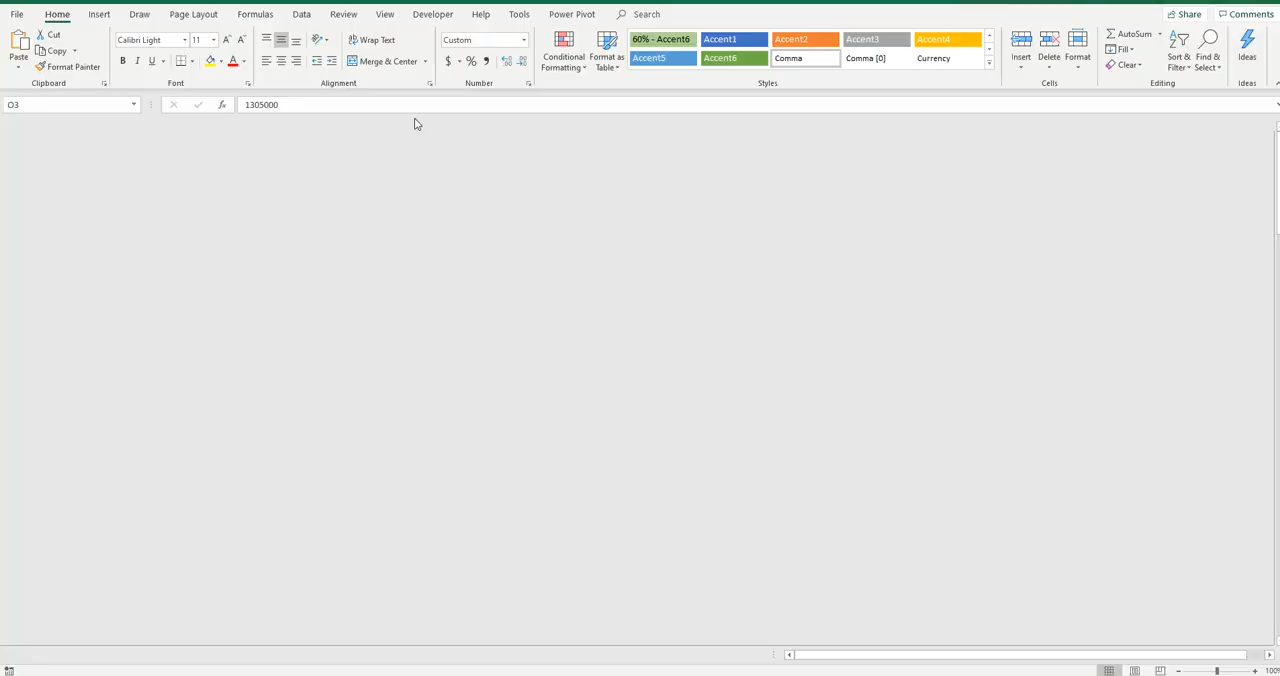 File Home Insert Draw Page Layout Formulas Data Review View Developer Help Tools Power Pivot Search Share Comments
Paste
Cut
Copy
Format Painter
Clipboard
Calibri Light 11
B I U
Font
Wrap Text
Merge & Center
Alignment
Custom
$ % ,
Number
Conditional
Formatting
Format as
Table
60% - Accent6 Accent1 Accent2 Accent3 Accent4
Accent5 Accent6 Comma Comma [0] Currency
Styles
Insert Delete Format
Cells
AutoSum
Fill
Clear
Sort &
Filter
Find &
Select
Editing
Ideas
Ideas
O3 fx 1305000
100%